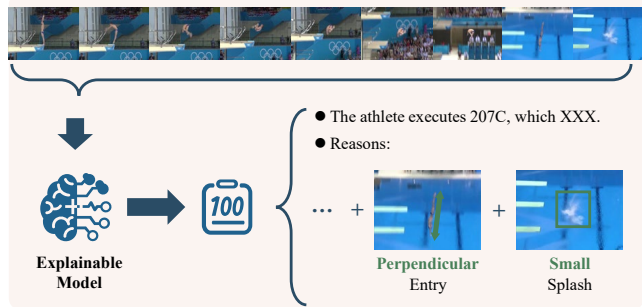 ● The athlete executes 207C, which XXX.
● Reasons:
100
... +
+
Explainable
Model
Perpendicular
Entry
Small
Splash